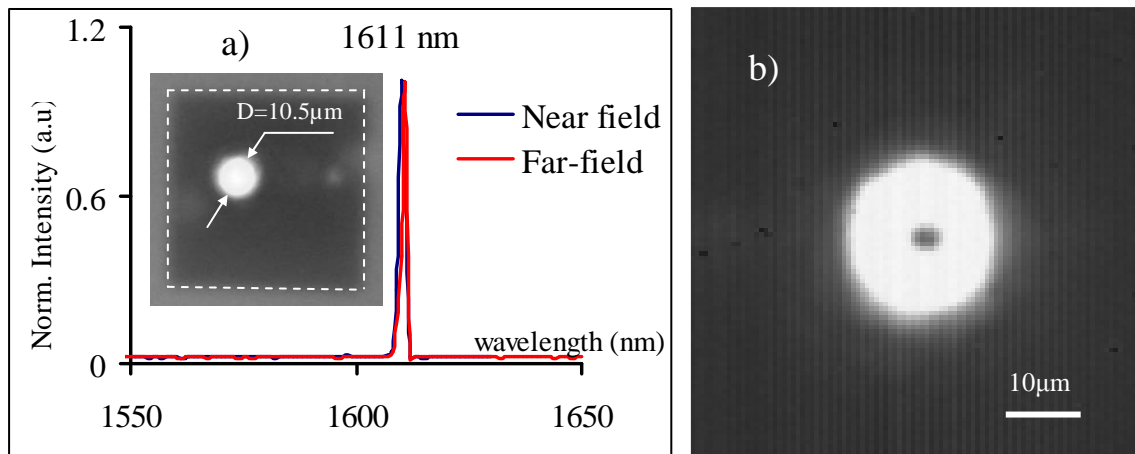 1.2
a)
1611 nm
D=10.5µm
Near field
Far-field
0.6
Norm. Intensity (a.u)
wavelength (nm)
0
1550
1600
1650
b)
10µm